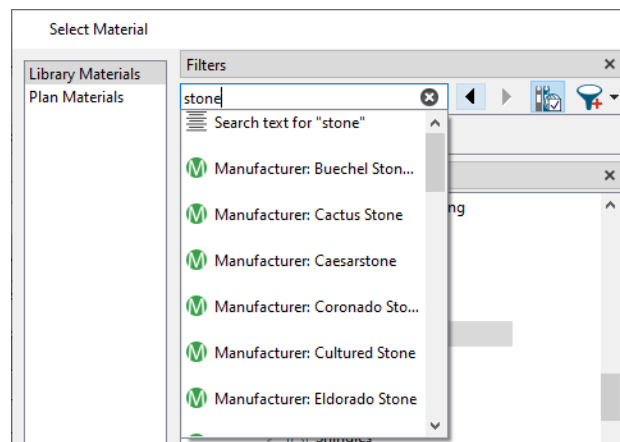 Select Material
Library Materials
Plan Materials
Filters
stone
Search text for "stone"
Manufacturer: Buechel Ston...
Manufacturer: Cactus Stone
Manufacturer: Caesarstone
Manufacturer: Coronado Sto...
Manufacturer: Cultured Stone
Manufacturer: Eldorado Stone
ng